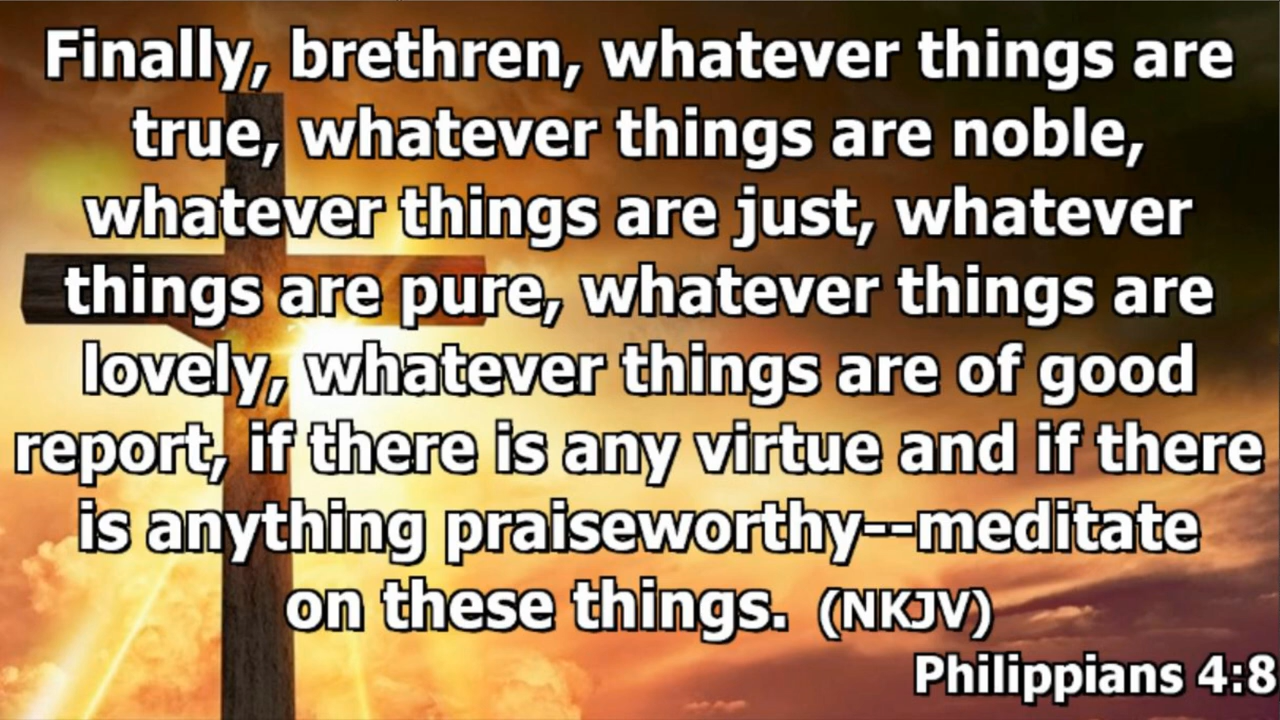 Finally, brethren, whatever things are
true, whatever things are noble,
whatever things are just, whatever
things are pure, whatever things are
lovely, whatever things are of good
report, if there is any virtue and if there
is anything praiseworthy--meditate
on these things. (NKJV)
Philippians 4:8